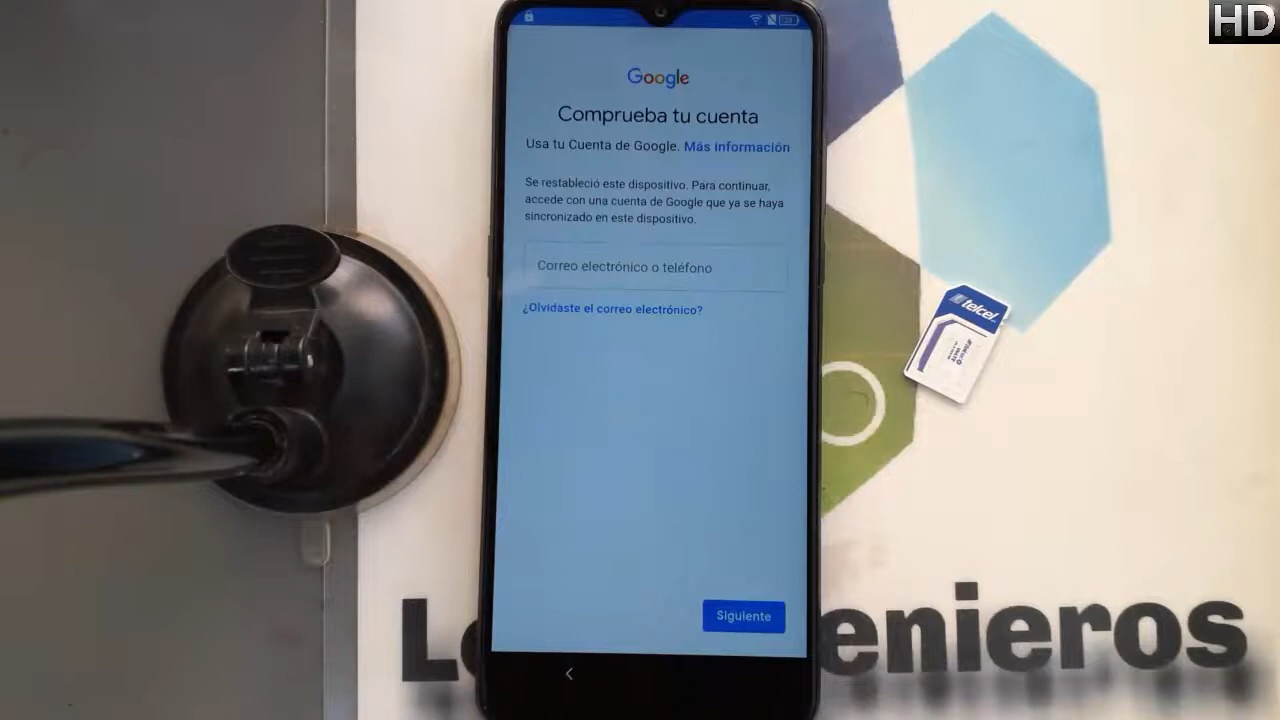 HD
Google
Comprueba tu cuenta
Usa tu Cuenta de Google. Más información
Se restableció este dispositivo. Para continuar,
accede con una cuenta de Google que ya se haya
sincronizado en este dispositivo.
Correo electrónico o teléfono
¿Olvidaste el correo electrónico?
telcel
Siguiente
enieros